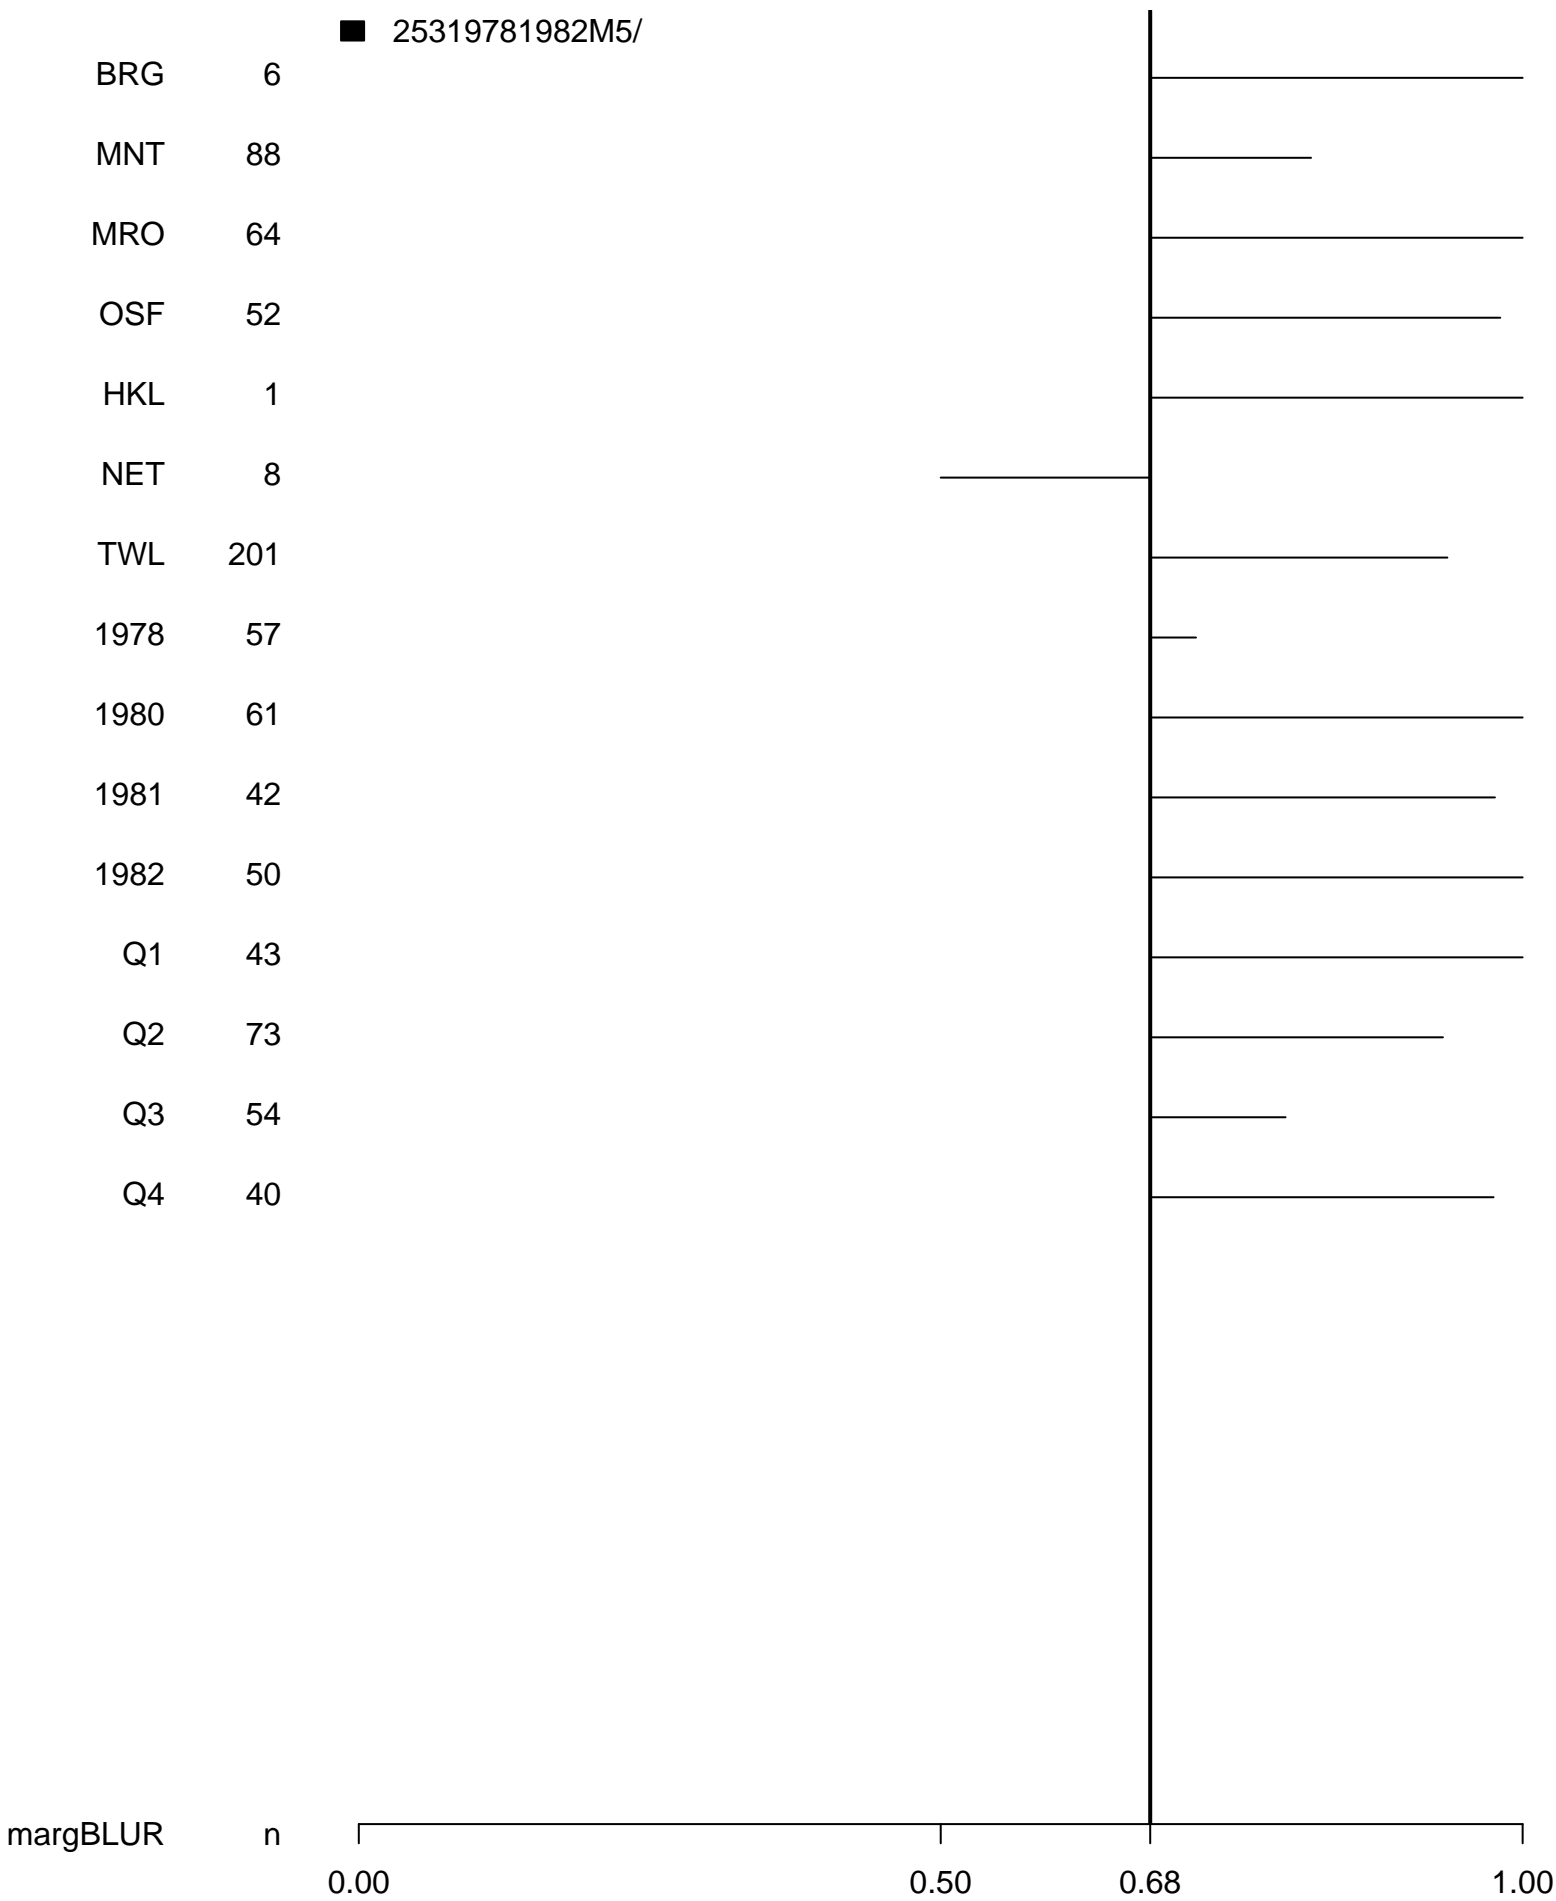 25319781982M5/
BRG 6
MNT 88
MRO 64
OSF 52
HKL 1
NET 8
TWL 201
1978 57
1980 61
1981 42
1982 50
Q1 43
Q2 73
Q3 54
Q4 40
margBLUR n
0.00 0.50 0.68 1.00